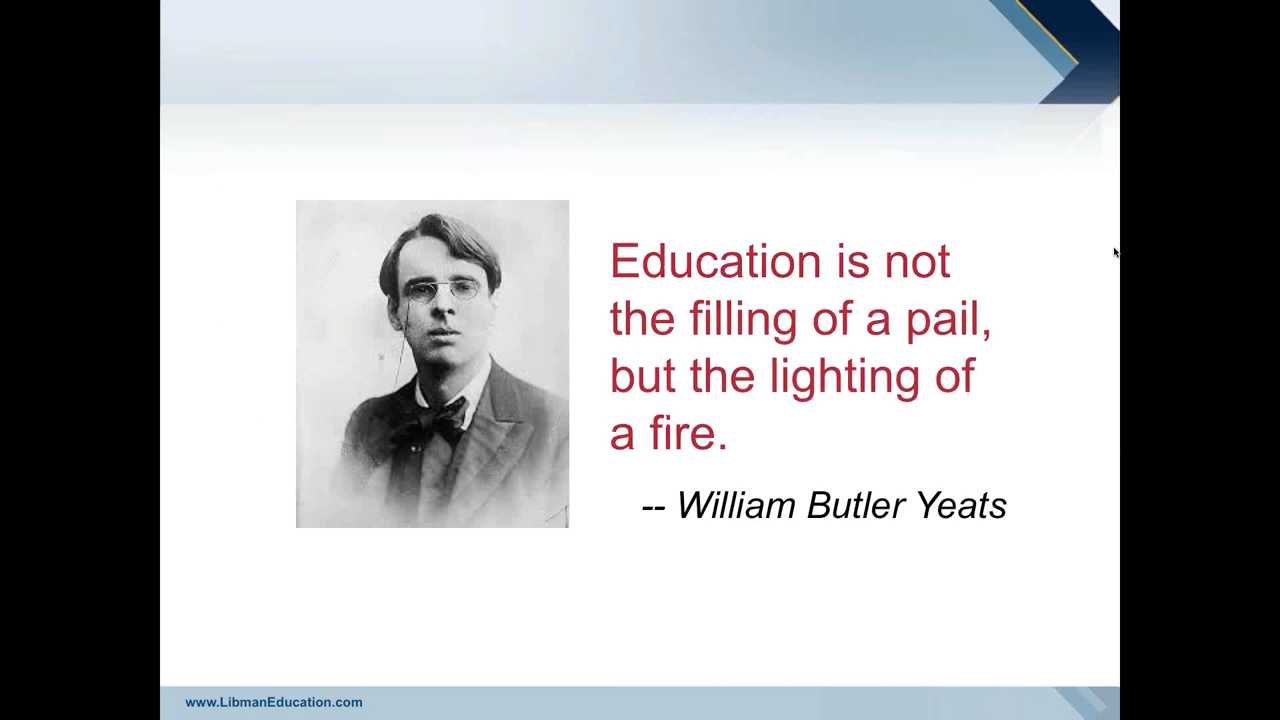 Education is not
the filling of a pail,
but the lighting of
a fire.
-- William Butler Yeats
www.LibmanEducation.com